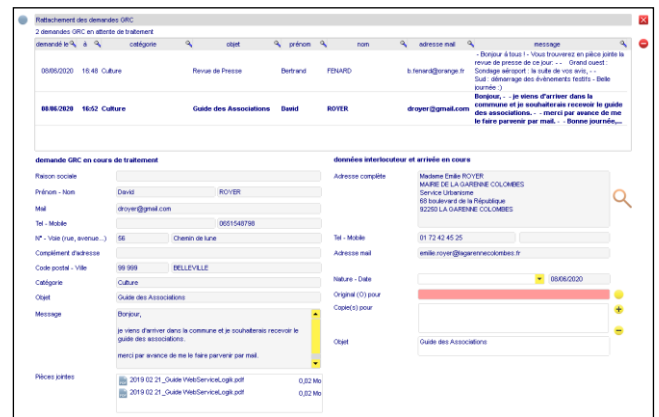 Rattachement des demandes GRC
2 demandes GRC en attente de traitement
demandé le à catégorie objet prénom nom adresse mail message
08/06/2020 16:48 Culture Revue de Presse Bertrand FENARD b.fenard@orange.fr
- Bonjour à tous ! - Vous trouverez en pièce jointe la
revue de presse de ce jour: - - Grand ouest :
Sondage aéroport : la suite de vos avis, - -
Sud : démarrage des évènements festits - Belle
journée :)
08/06/2020 16:52 Culture Guide des Associations David ROYER droyer@gmail.com
Bonjour, - - je viens d'arriver dans la
commune et je souhaiterais recevoir le guide
des associations. - - merci par avance de me
le faire parvenir par mail. - - Bonne journée,...
demande GRC en cours de traitement
Raison sociale
Prénom - Nom David ROYER
Mail droyer@gmail.com
Tel - Mobile 0651548798
N° - Voie (rue, avenue...) 56 Chemin de lune
Complément d'adresse
Code postal - Ville 99 999 BELLEVILLE
Catégorie Culture
Objet Guide des Associations
Message Bonjour,
je viens d'arriver dans la commune et je souhaiterais recevoir le
guide des associations.
merci par avance de me le faire parvenir par mail.
Pièces jointes
2019 02 21_Guide WebServiceLogik.pdf 0,02 Mo
2019 02 21_Guide WebServiceLogik.pdf 0,02 Mo
données interlocuteur et arrivée en cours
Adresse complète Madame Emilie ROYER
MAIRIE DE LA GARENNE COLOMBES
Service Urbanisme
68 boulevard de la République
92250 LA GARENNE COLOMBES
Tel - Mobile 01 72 42 45 25
Adresse mail emilie.royer@lagarennecolombes.fr
Nature - Date 08/06/2020
Original (O) pour
Copie(s) pour
Objet Guide des Associations